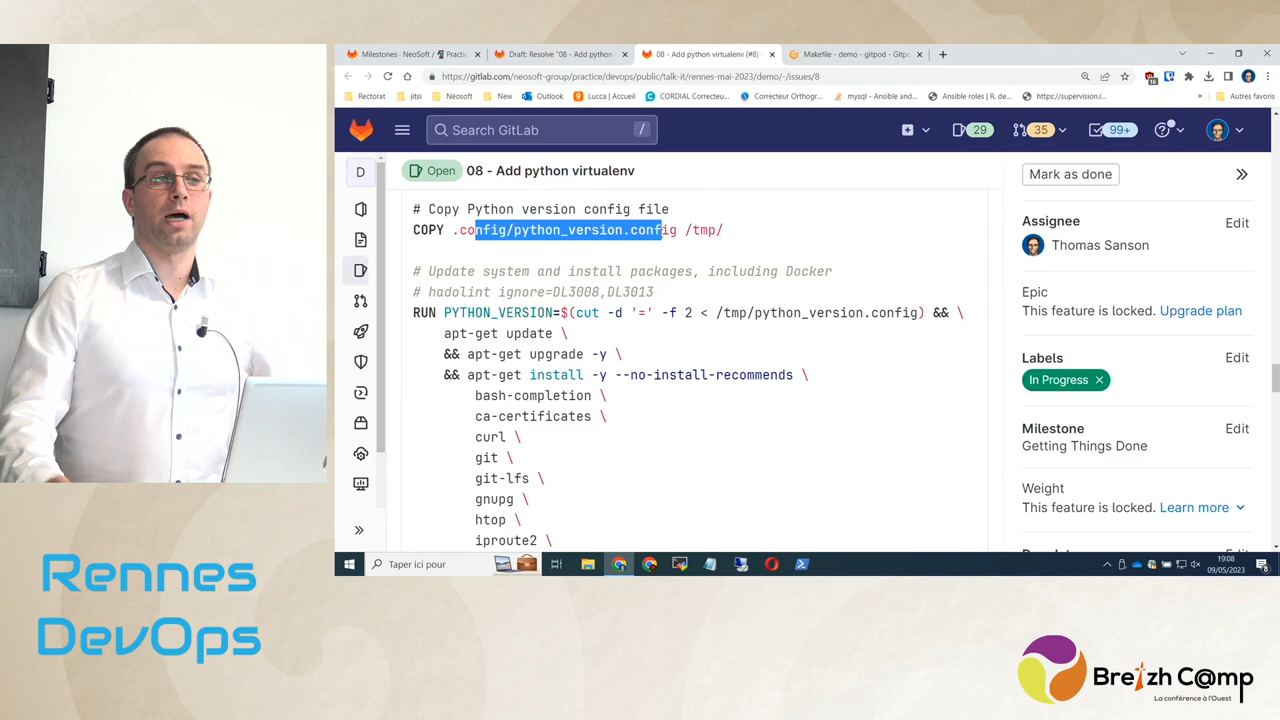 Milestones · NeoSoft /
Practic
Draft: Resolve "08 - Add python
08 - Add python virtualenv (#8)
Makefile - demo - gitpod - Gitp
https://gitlab.com/neosoft-group/practice/devops/public/talk-it/rennes-mai-2023/demo/-/issues/8
16
Rectorat
jitsi
Néosoft
New
Outlook
Lucca | Accueil
CORDIAL Correcteu...
Correcteur Orthogr...
mysql - Ansible and...
Ansible roles | R. de...
https://supervision.i...
»
Autres favoris
Search GitLab
/
29
35
99+
D
Open
08 - Add python virtualenv
Mark as done
# Copy Python version config file
COPY .config/python_version.config /tmp/
# Update system and install packages, including Docker
# hadolint ignore=DL3008,DL3013
RUN PYTHON_VERSION=$(cut -d '=' -f 2 < /tmp/python_version.config) && \
apt-get update \
&& apt-get upgrade -y \
&& apt-get install -y --no-install-recommends \
bash-completion \
ca-certificates \
curl \
git \
git-lfs \
gnupg \
htop \
iproute2 \
Assignee
Edit
Thomas Sanson
Epic
This feature is locked. Upgrade plan
Labels
Edit
In Progress
Milestone
Edit
Getting Things Done
Weight
This feature is locked. Learn more
Taper ici pour
19:08
09/05/2023
8
Rennes
DevOps
Breizh C@mp
La conférence à l'Ouest